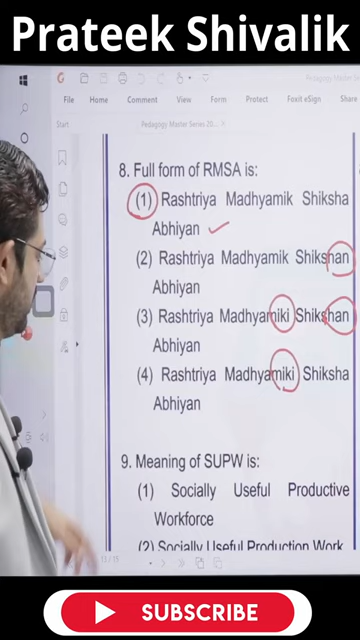 Prateek Shivalik
Pedagogy Master
File Home Comment View Form Protect Foxit eSign Share
Start Pedagogy Master Series 20...
8. Full form of RMSA is:
(1) Rashtriya Madhyamik Shiksha
Abhiyan
(2) Rashtriya Madhyamik Shikshan
Abhiyan
(3) Rashtriya Madhyamiki Shikshan
Abhiyan
(4) Rashtriya Madhyamiki Shiksha
Abhiyan
9. Meaning of SUPW is:
(1) Socially Useful Productive
Workforce
(2) Socially Useful Production Work
SUBSCRIBE